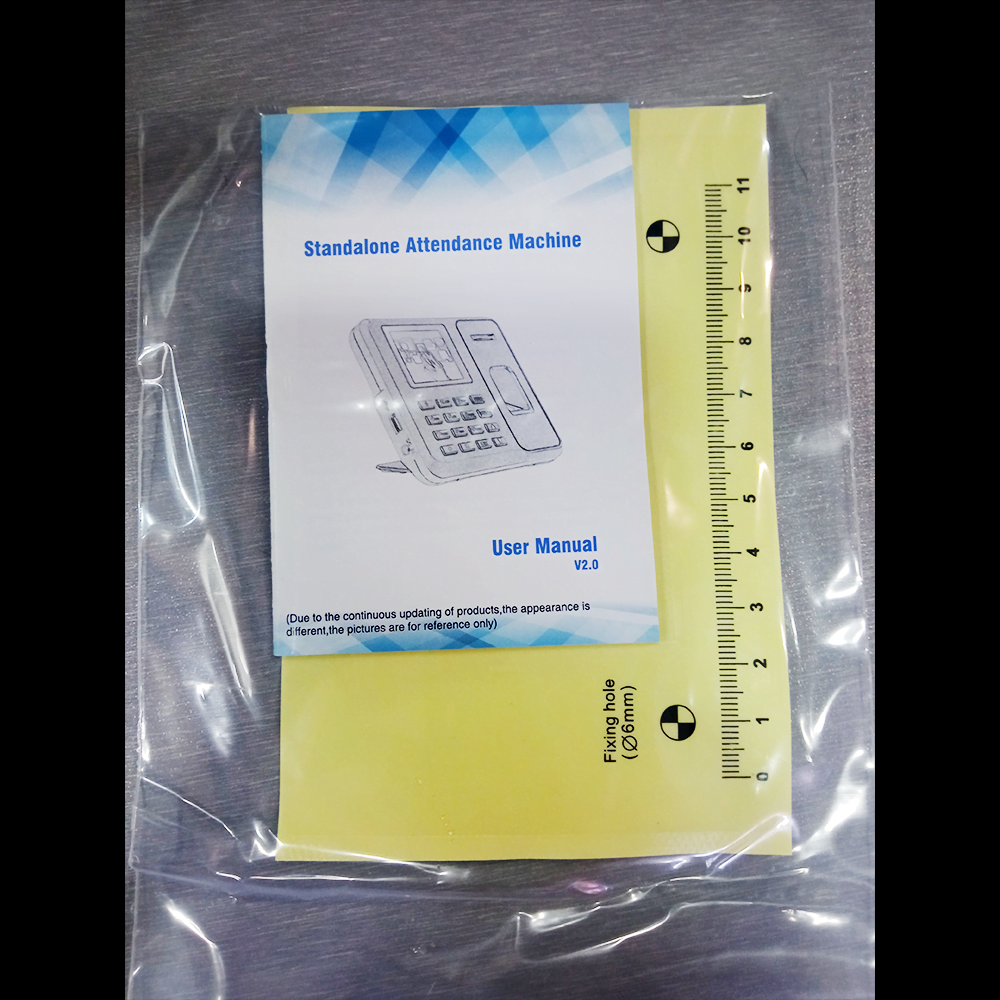 Standalone Attendance Machine
User Manual
V2.0
(Due to the continuous updating of products,the appearance is
different,the pictures are for reference only)
Fixing hole
(Ø6mm)
11
10
9
8
7
6
5
4
3
2
1
0